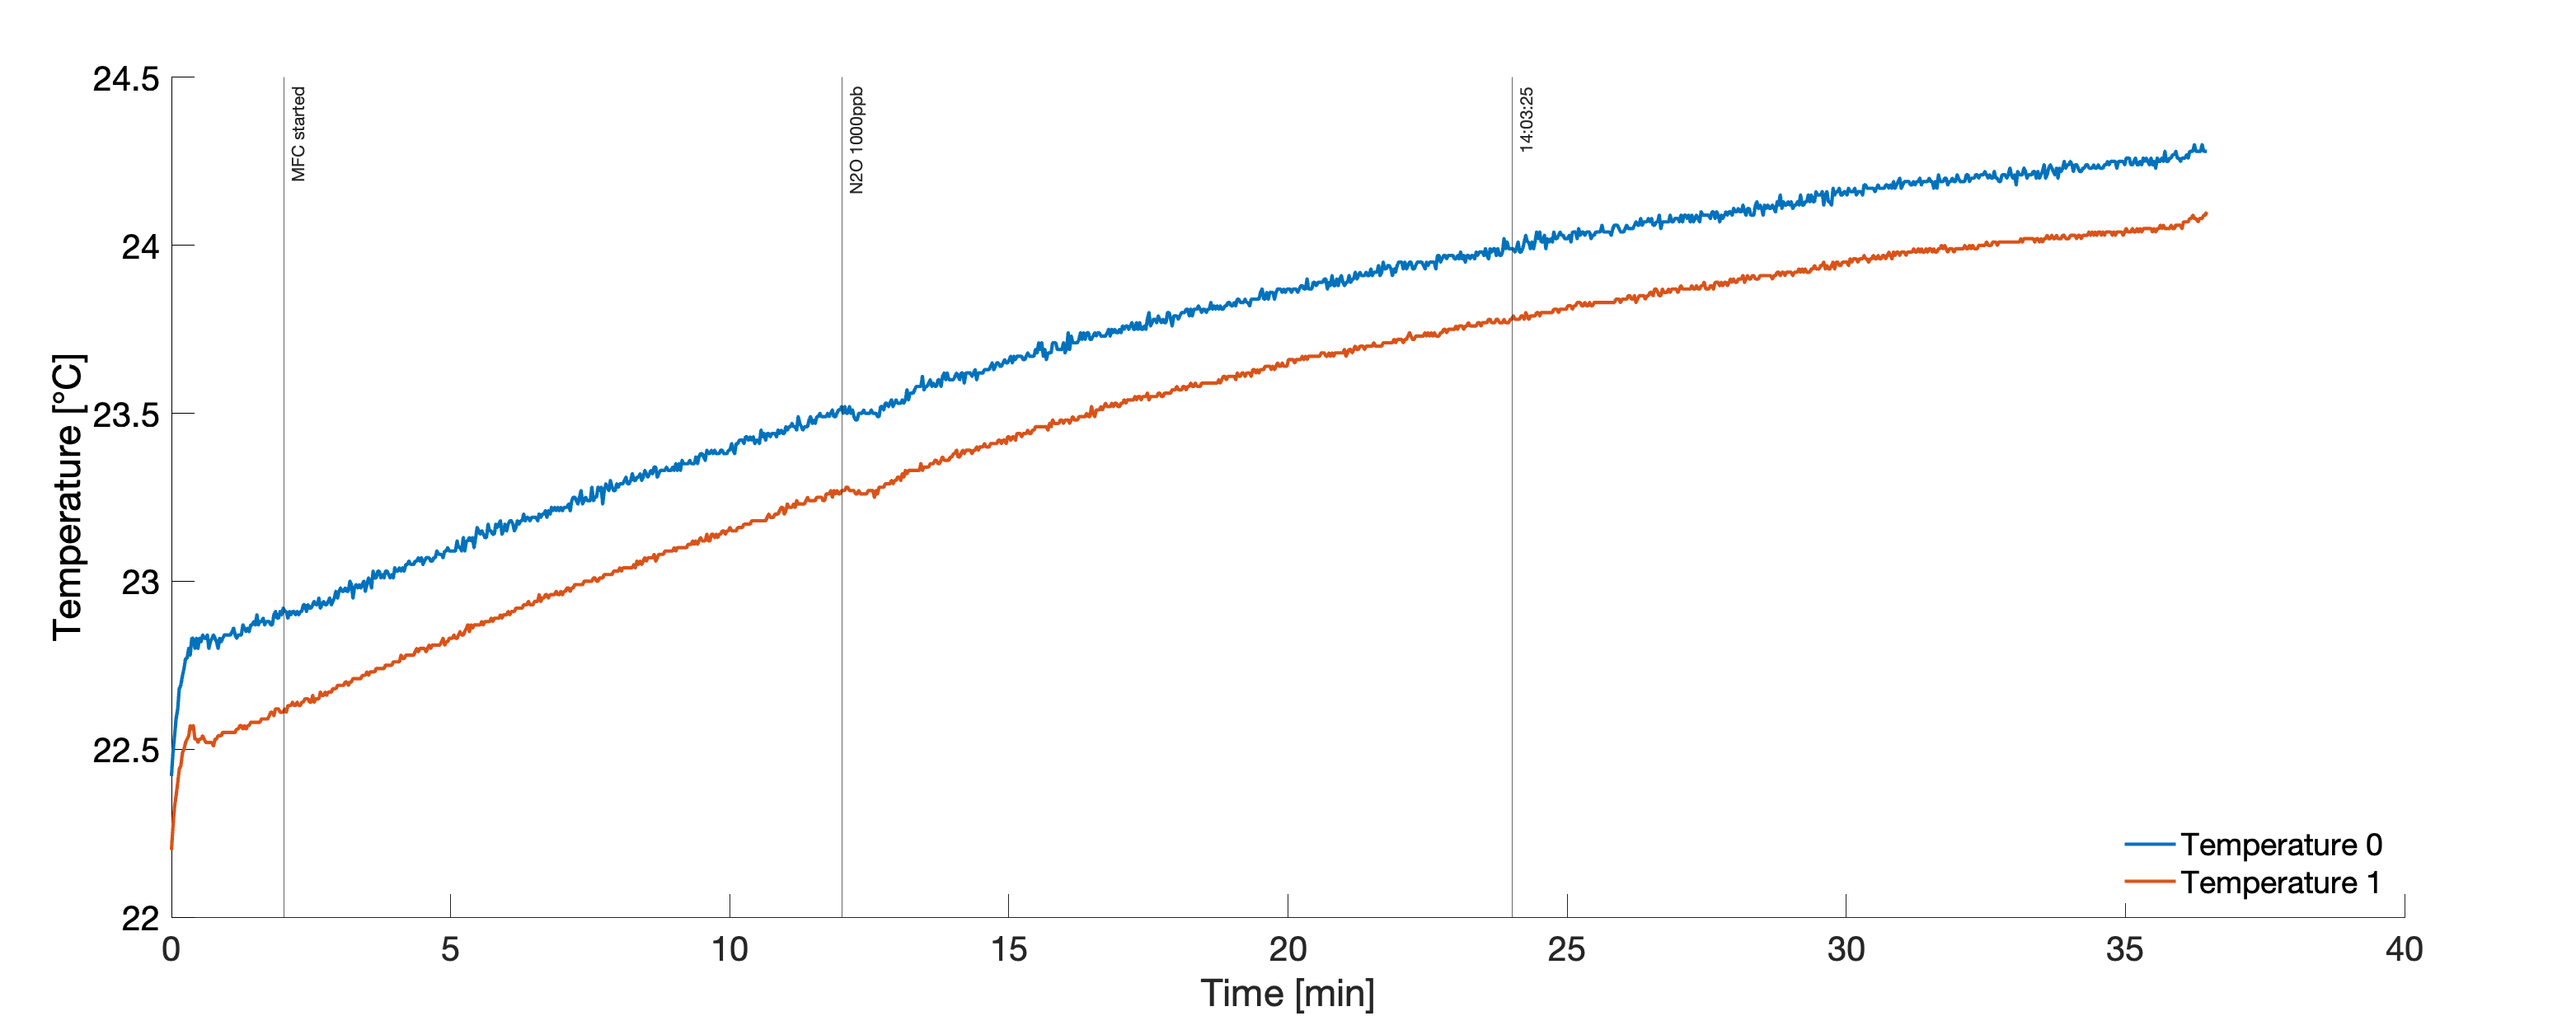 24.5
24
23.5
23
22.5
22
Temperature [°C]
MFC started
N2O 1000ppb
14:03:25
Temperature 0
Temperature 1
0 5 10 15 20 25 30 35 40
Time [min]